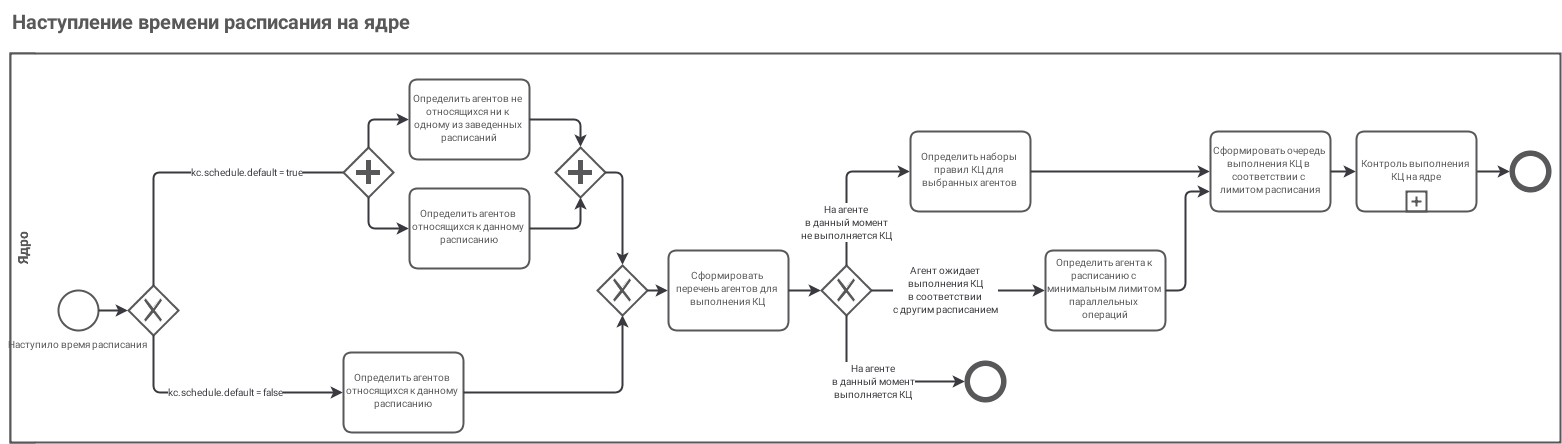 Наступление времени расписания на ядре
Ядро
Наступило время расписания
kc.schedule.default = true
kc.schedule.default = false
Определить агентов не
относящихся ни к
одному из заведенных
расписаний
Определить агентов
относящихся к данному
расписанию
Определить агентов
относящихся к данному
расписанию
Сформировать
перечень агентов для
выполнения КЦ
На агенте
в данный момент
не выполняется КЦ
Агент ожидает
выполнения КЦ
в соответствии
с другим расписанием
На агенте
в данный момент
выполняется КЦ
Определить наборы
правил КЦ для
выбранных агентов
Определить агента к
расписанию с
минимальным лимитом
параллельных
операций
Сформировать очередь
выполнения КЦ в
соответствии с
лимитом расписания
Контроль выполнения
КЦ на ядре